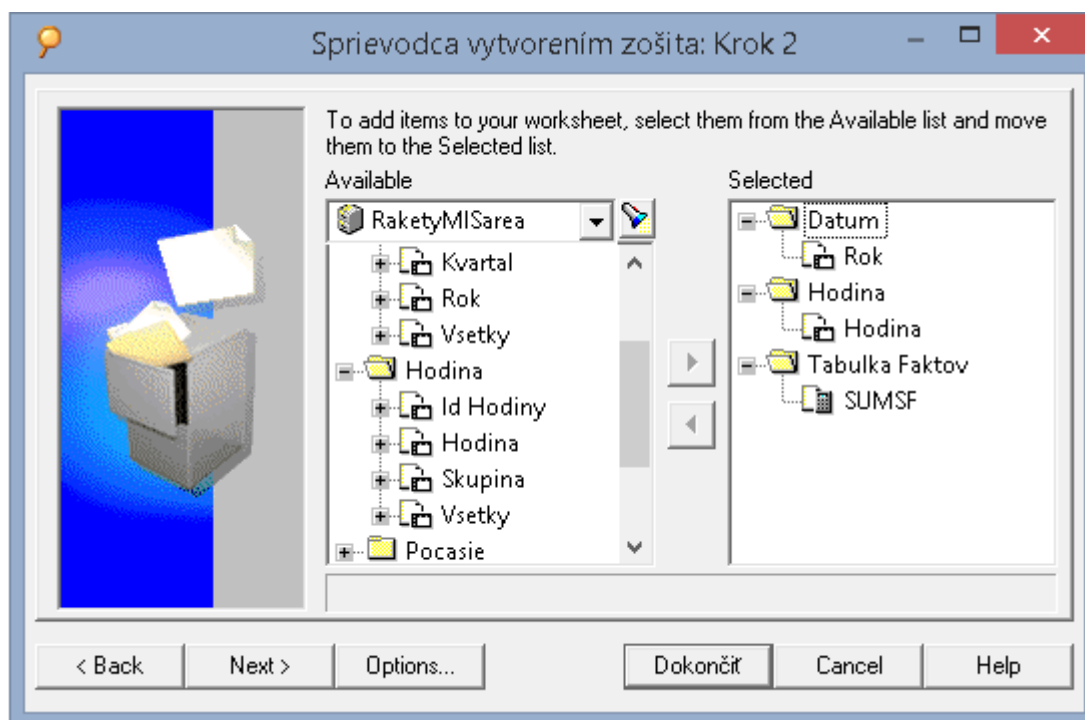 Sprievodca vytvorením zošita: Krok 2
To add items to your worksheet, select them from the Available list and move
them to the Selected list.
Available
RaketyMISarea
Kvartal
Rok
Vsetky
Hodina
Id Hodiny
Hodina
Skupina
Vsetky
Pocasie
Selected
Datum
Rok
Hodina
Hodina
Tabulka Faktov
SUMSF
< Back
Next >
Options...
Dokončiť
Cancel
Help